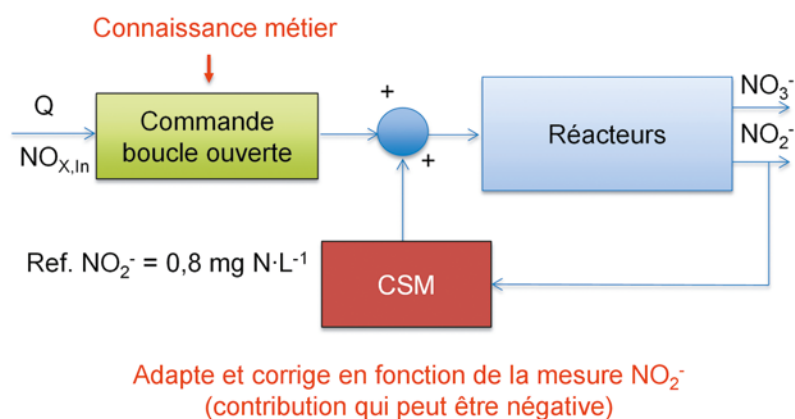 Connaissance métier
Q
NO_X,In
Commande
boucle ouverte
+
+
Réacteurs
NO₃⁻
NO₂⁻
Ref. NO₂⁻ = 0,8 mg N·L⁻¹
CSM
Adapte et corrige en fonction de la mesure NO₂⁻
(contribution qui peut être négative)